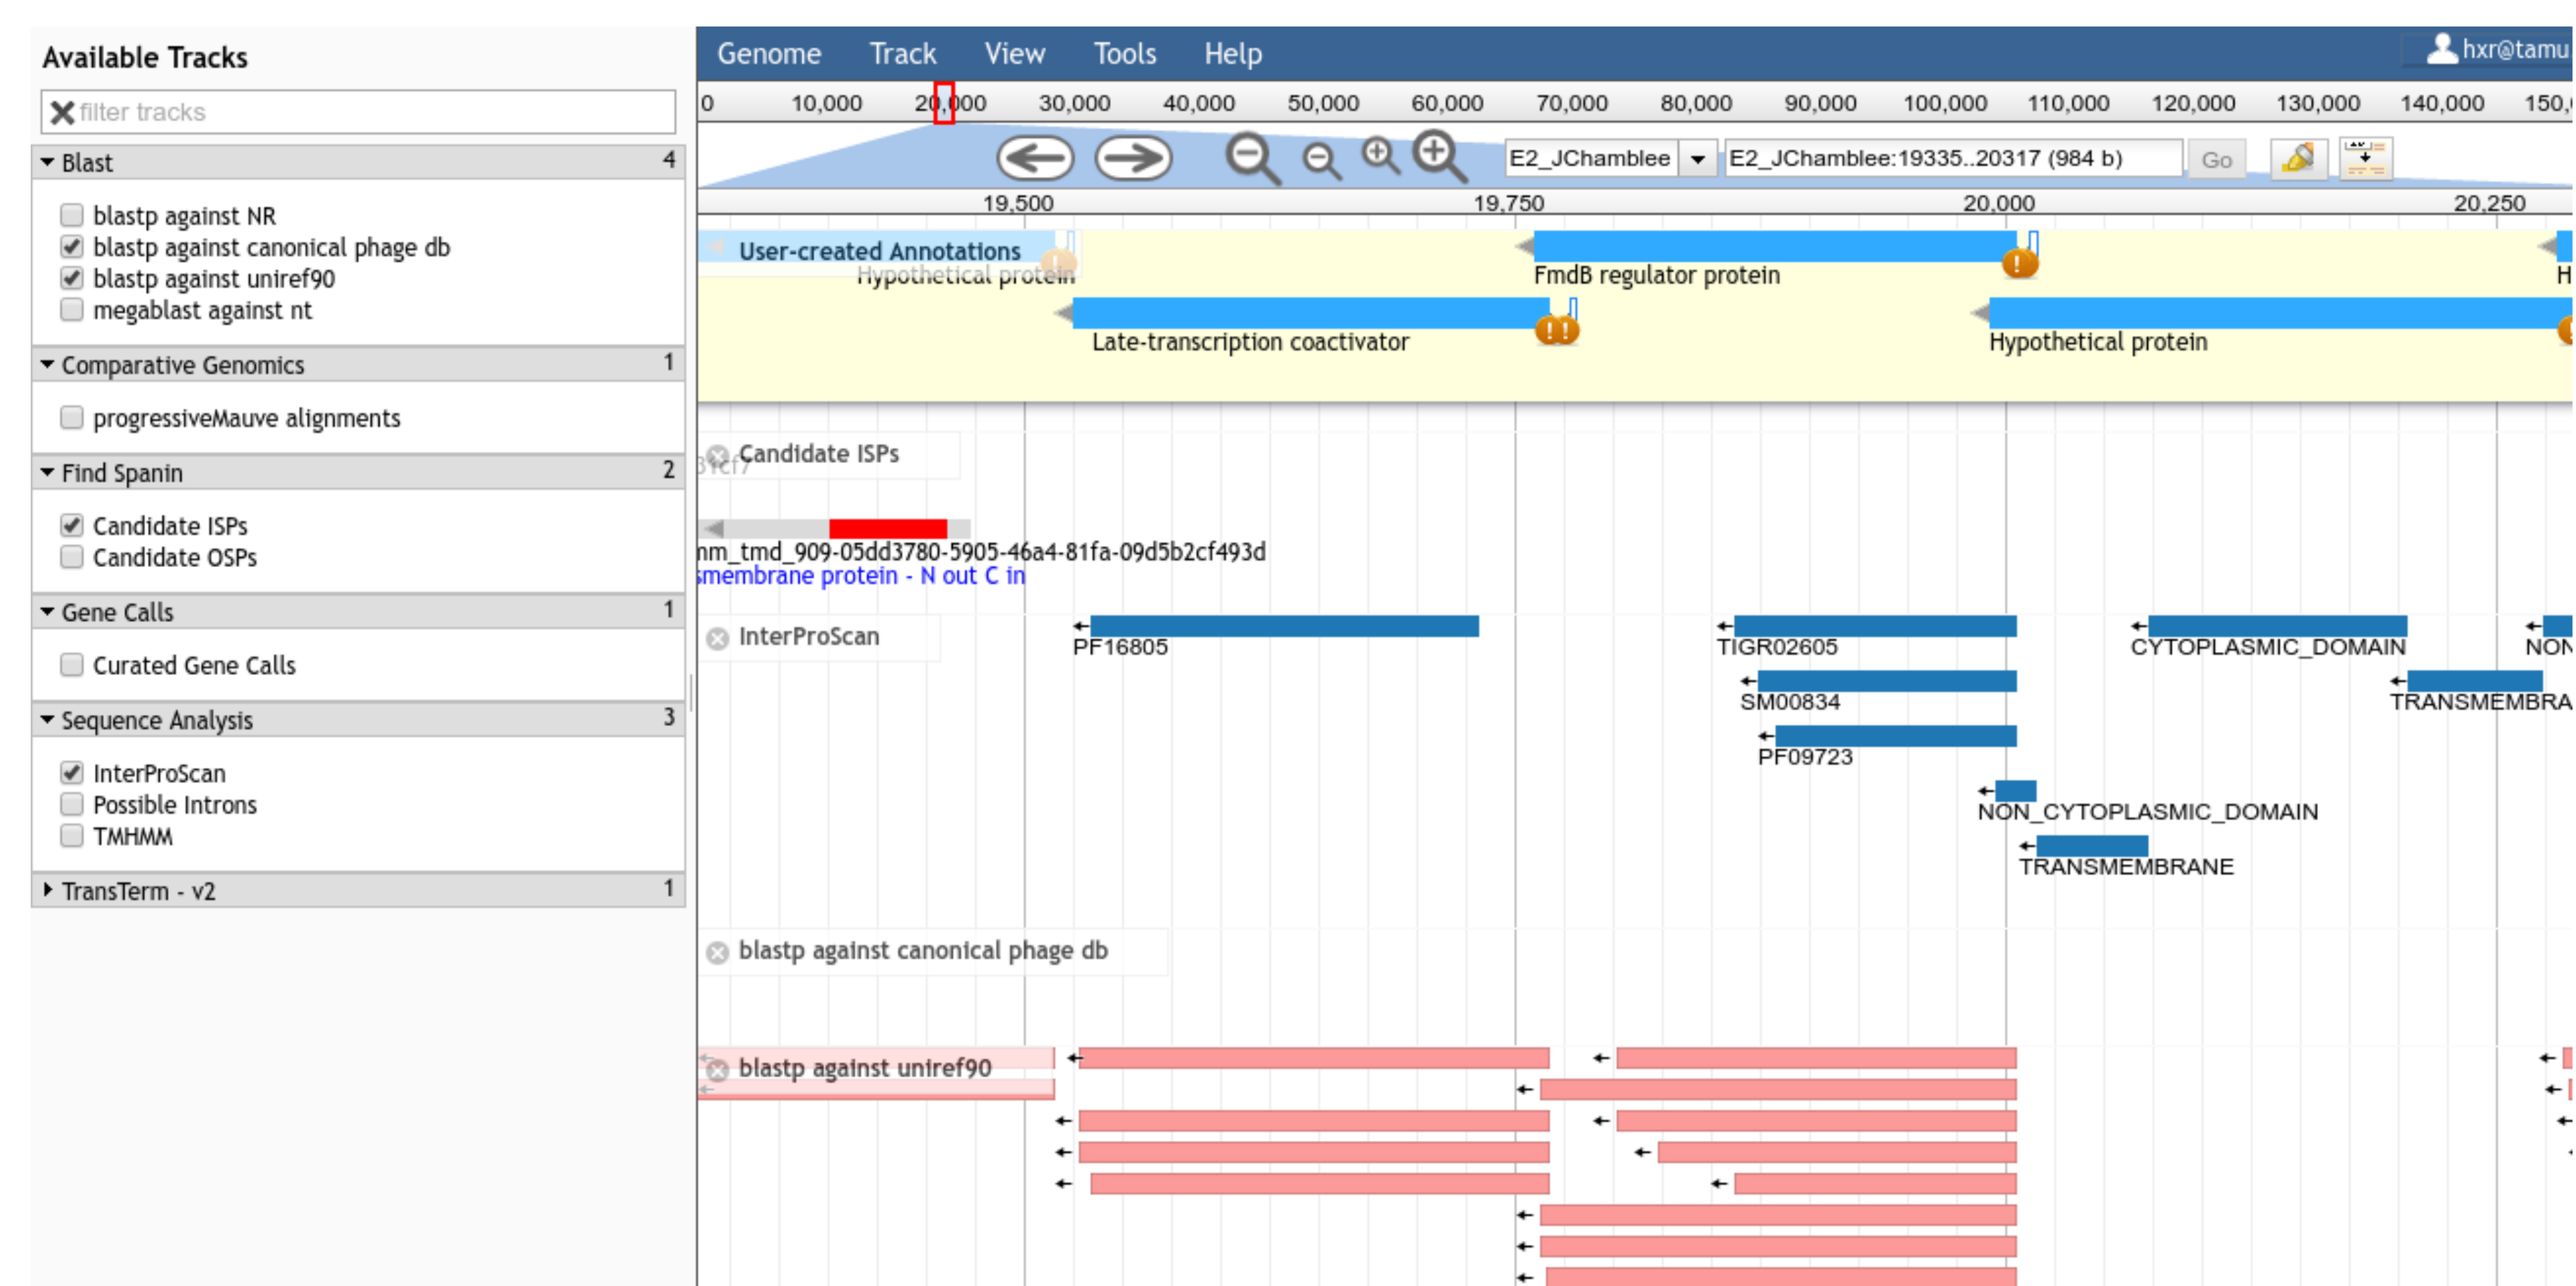 Available Tracks
filter tracks
Blast 4
blastp against NR
blastp against canonical phage db
blastp against uniref90
megablast against nt
Comparative Genomics 1
progressiveMauve alignments
Find Spanin 2
Candidate ISPs
Candidate OSPs
Gene Calls 1
Curated Gene Calls
Sequence Analysis 3
InterProScan
Possible Introns
TMHMM
TransTerm - v2 1
Genome Track View Tools Help hxr@tamu
0 10,000 20,000 30,000 40,000 50,000 60,000 70,000 80,000 90,000 100,000 110,000 120,000 130,000 140,000 150,
E2_JChamblee E2_JChamblee:19335..20317 (984 b) Go
19,500 19,750 20,000 20,250
User-created Annotations
Hypothetical protein FmdB regulator protein H
Late-transcription coactivator Hypothetical protein
Candidate ISPs
31cf7
nm_tmd_909-05dd3780-5905-46a4-81fa-09d5b2cf493d
smembrane protein - N out C in
InterProScan
PF16805 TIGR02605 CYTOPLASMIC_DOMAIN NON
SM00834 TRANSMEMBRA
PF09723
NON_CYTOPLASMIC_DOMAIN
TRANSMEMBRANE
blastp against canonical phage db
blastp against uniref90